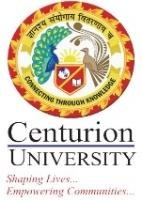 CONNECTING THROUGH KNOWLEDGE
Centurion
UNIVERSITY
Shaping Lives...
Empowering Communities...